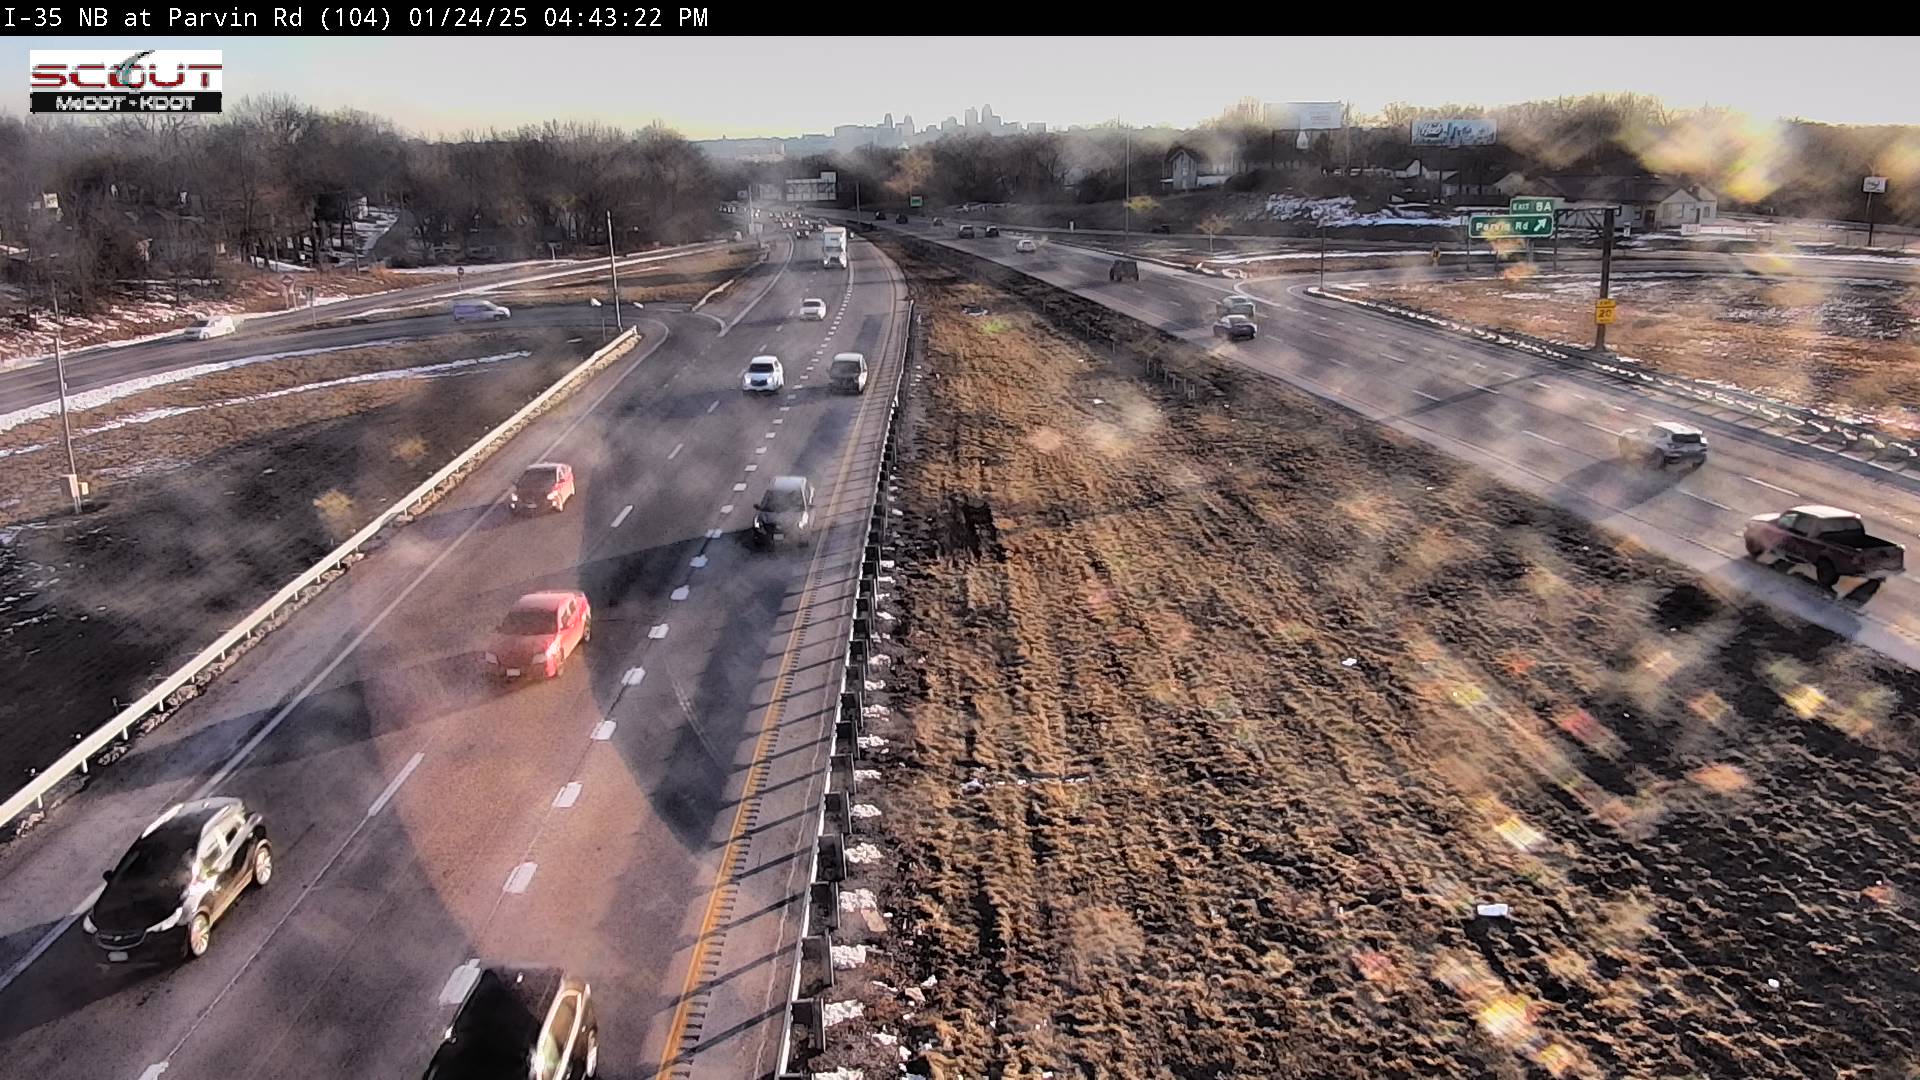 I-35 NB at Parvin Rd (104) 01/24/25 04:43:22 PM
SCOUT
MoDOT - KDOT
EXIT 8A
Parvin Rd
20